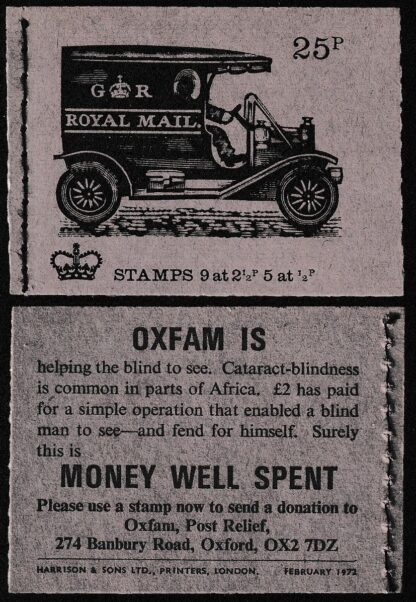 25P
G R
ROYAL MAIL.
STAMPS 9 at 2½P 5 at ½P
OXFAM IS
helping the blind to see. Cataract-blindness
is common in parts of Africa. £2 has paid
for a simple operation that enabled a blind
man to see—and fend for himself. Surely
this is
MONEY WELL SPENT
Please use a stamp now to send a donation to
Oxfam, Post Relief,
274 Banbury Road, Oxford, OX2 7DZ
HARRISON & SONS LTD., PRINTERS, LONDON. FEBRUARY 1972